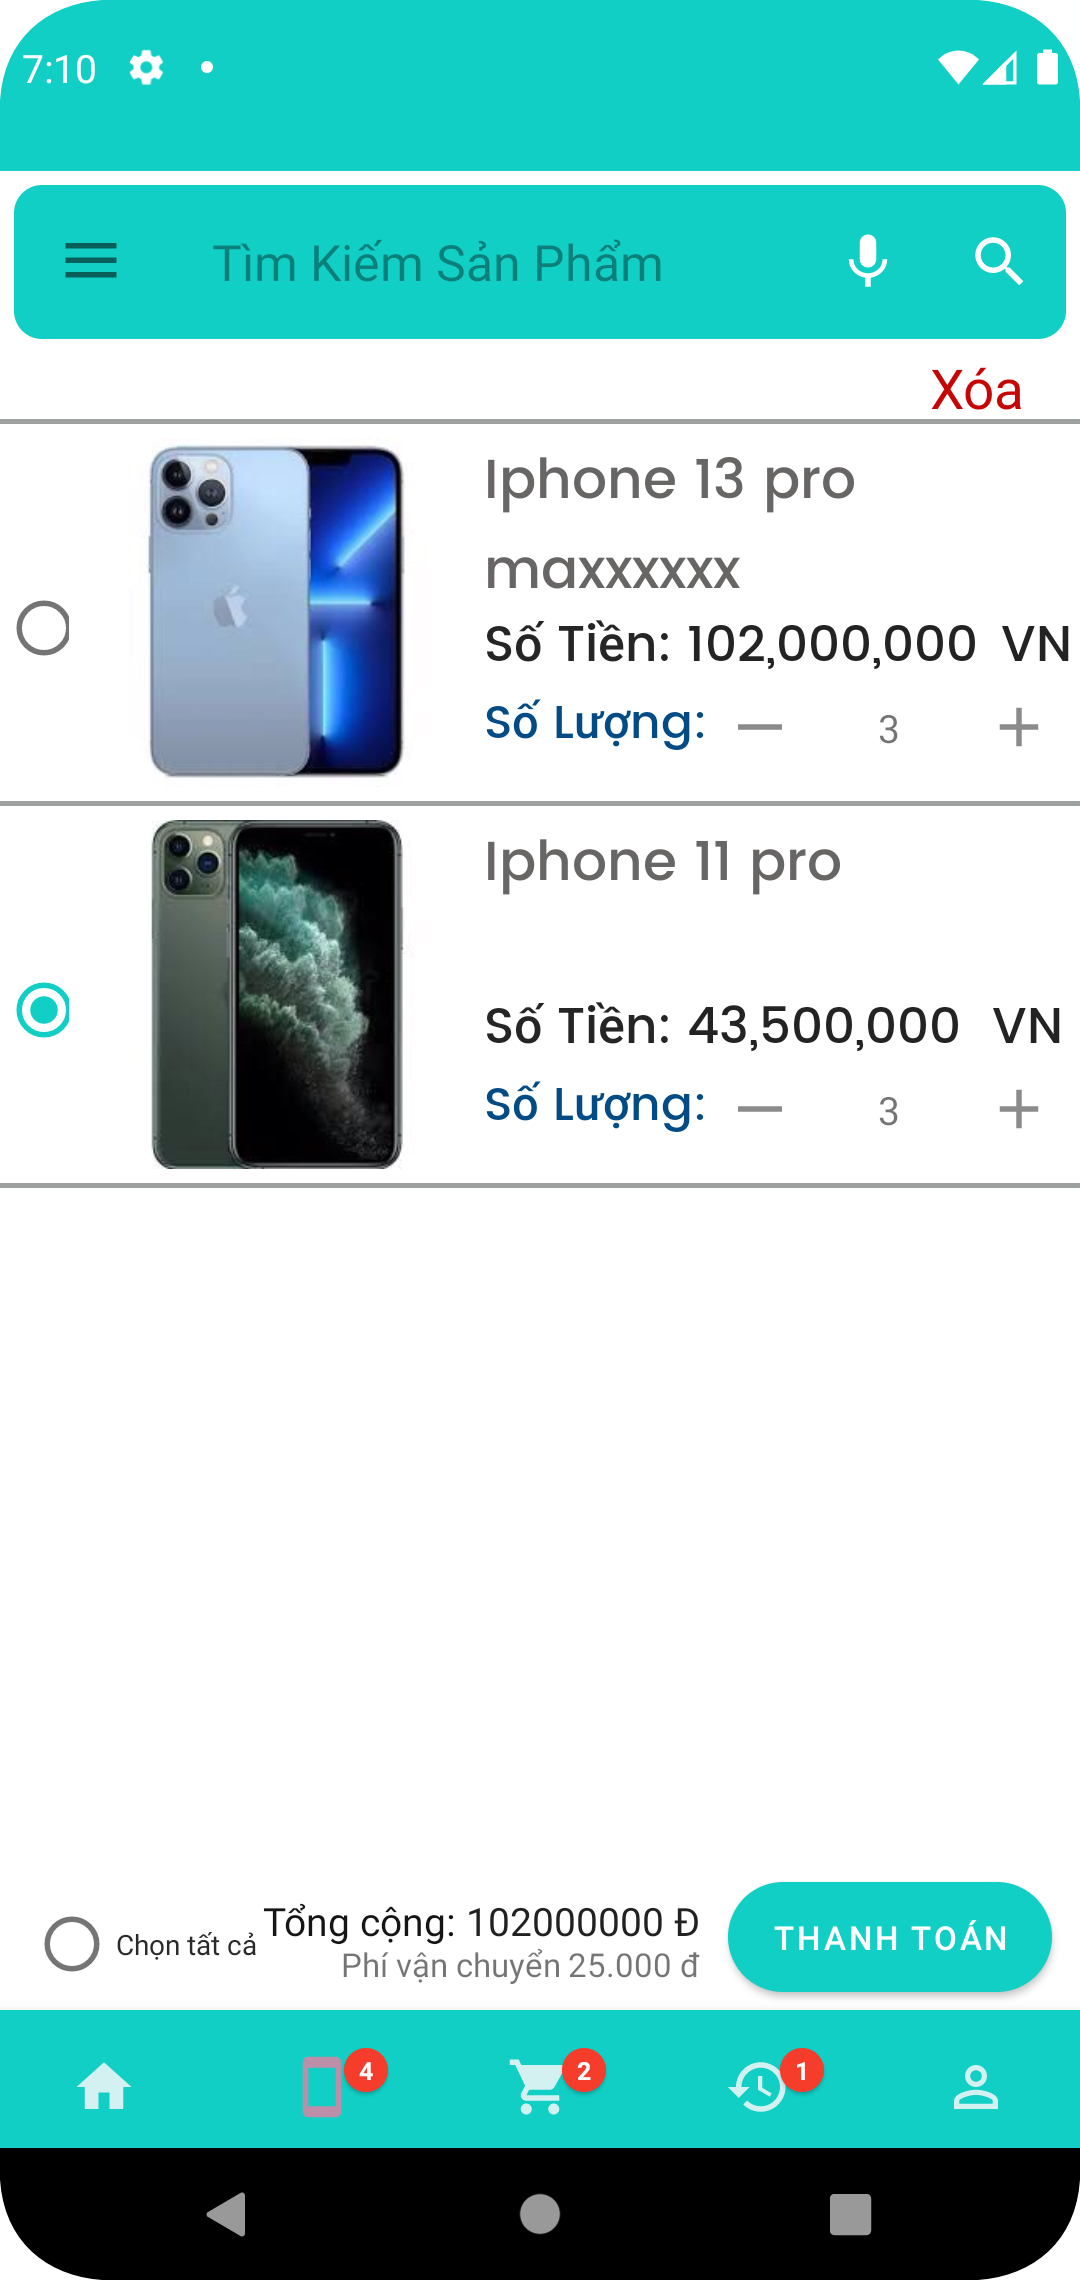 7:10
Tìm Kiếm Sản Phẩm
Xóa
Iphone 13 pro
maxxxxxx
Số Tiền: 102,000,000 VN
Số Lượng: 3
Iphone 11 pro
Số Tiền: 43,500,000 VN
Số Lượng: 3
Chọn tất cả
Tổng cộng: 102000000 Đ
Phí vận chuyển 25.000 đ
THANH TOÁN
4
2
1